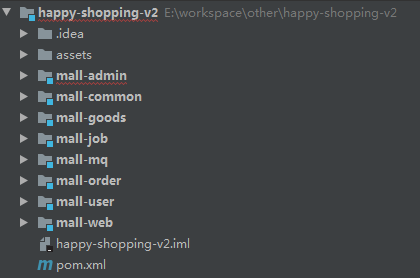 happy-shopping-v2 E:\workspace\other\happy-shopping-v2
.idea
assets
mall-admin
mall-common
mall-goods
mall-job
mall-mq
mall-order
mall-user
mall-web
happy-shopping-v2.iml
m pom.xml